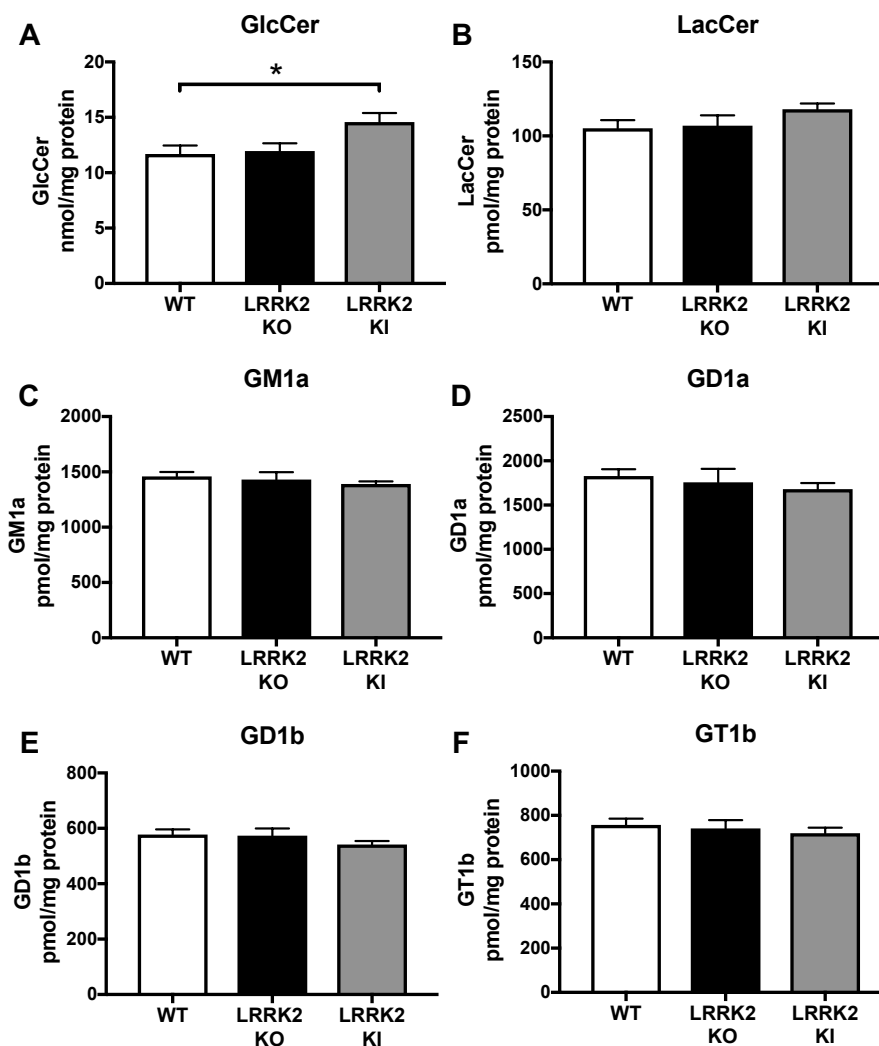 A
GlcCer
GlcCer
nmol/mg protein
20
15
10
5
0
*
WT
LRRK2
KO
LRRK2
KI
B
LacCer
LacCer
pmol/mg protein
150
100
50
0
WT
LRRK2
KO
LRRK2
KI
C
GM1a
GM1a
pmol/mg protein
2000
1500
1000
500
0
WT
LRRK2
KO
LRRK2
KI
D
GD1a
GD1a
pmol/mg protein
2500
2000
1500
1000
500
0
WT
LRRK2
KO
LRRK2
KI
E
GD1b
GD1b
pmol/mg protein
800
600
400
200
0
WT
LRRK2
KO
LRRK2
KI
F
GT1b
GT1b
pmol/mg protein
1000
800
600
400
200
0
WT
LRRK2
KO
LRRK2
KI